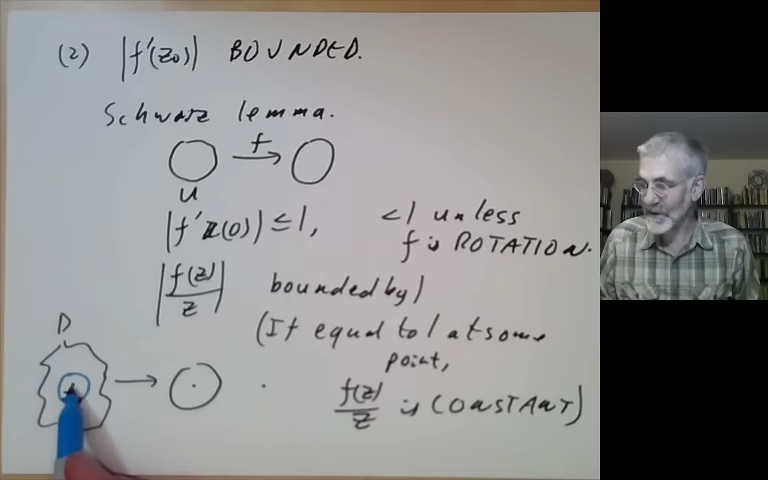 (2) |f'(z₀)| BOUNDED.
Schwarz lemma.
f
U
|f'(0)| ≤ 1, <1 unless
f is ROTATION.
|f(z)/z| bounded by 1
(If equal to 1 at some
point,
D
f(z)/z is CONSTANT)